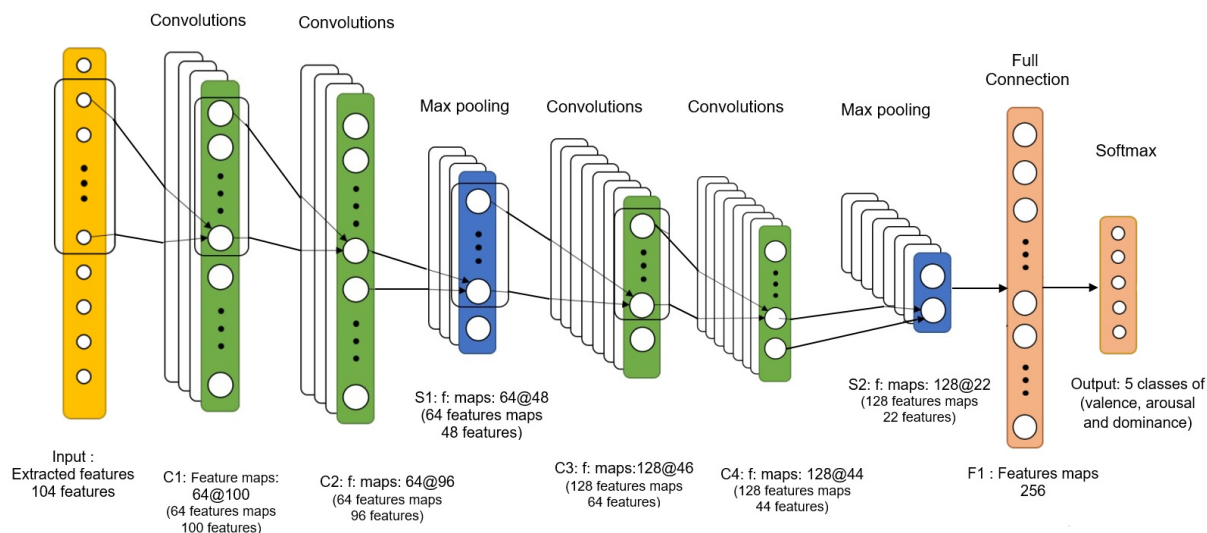 Convolutions
Convolutions
Max pooling
Convolutions
Convolutions
Max pooling
Full
Connection
Softmax
Input :
Extracted features
104 features
C1: Feature maps:
64@100
(64 features maps
100 features)
C2: f: maps: 64@96
(64 features maps
96 features)
S1: f: maps: 64@48
(64 features maps
48 features)
C3: f: maps:128@46
(128 features maps
64 features)
C4: f: maps: 128@44
(128 features maps
44 features)
S2: f: maps: 128@22
(128 features maps
22 features)
F1 : Features maps
256
Output: 5 classes of
(valence, arousal
and dominance)